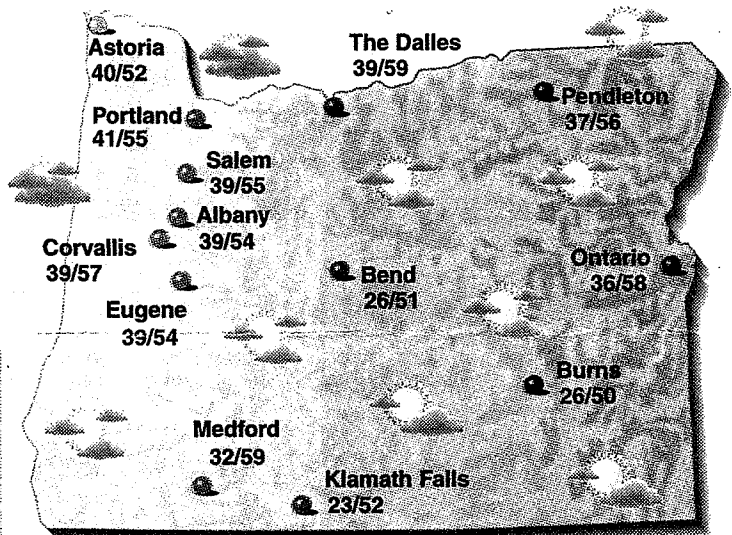 Astoria
40/52
The Dalles
39/59
Portland
41/55
Pendleton
37/56
Salem
39/55
Albany
39/54
Corvallis
39/57
Eugene
39/54
Bend
26/51
Ontario
36/58
Burns
26/50
Medford
32/59
Klamath Falls
23/52